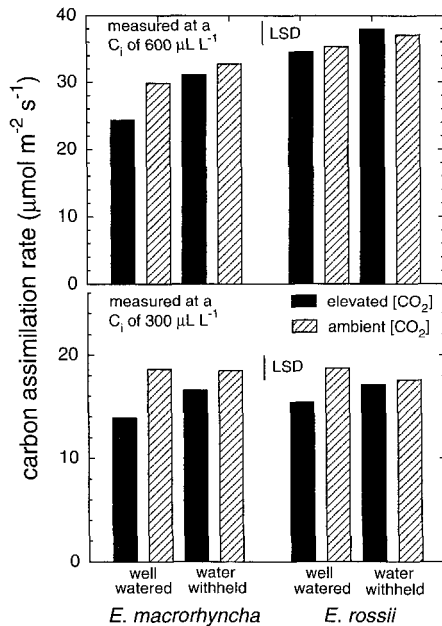 carbon assimilation rate (μmol m⁻² s⁻¹)
40
30
20
10
0
measured at a
Cᵢ of 600 μL L⁻¹
LSD
20
10
0
measured at a
Cᵢ of 300 μL L⁻¹
elevated [CO₂]
ambient [CO₂]
LSD
well
watered
water
withheld
well
watered
water
withheld
E. macrorhyncha
E. rossii